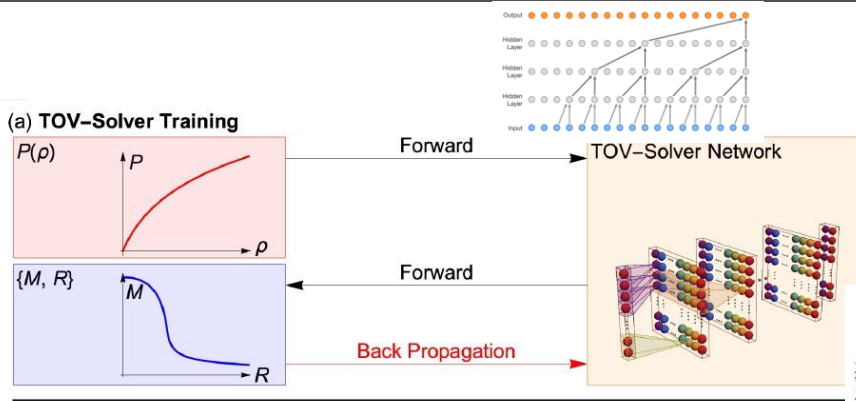 Output
Hidden
Layer
Hidden
Layer
Hidden
Layer
Input
(a) TOV–Solver Training
P(ρ)
P
ρ
Forward
TOV–Solver Network
{M, R}
M
R
Forward
Back Propagation